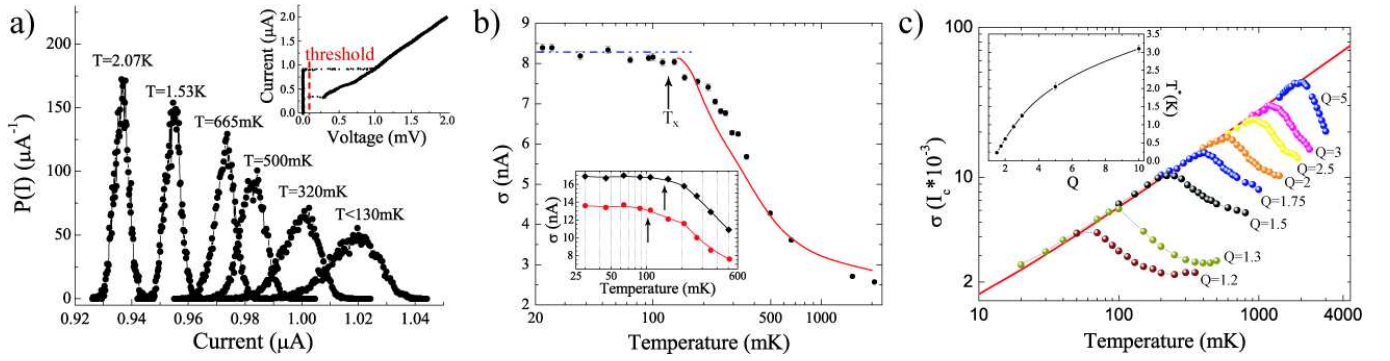 a)
P(I) (μA⁻¹)
200
150
100
50
0
0.92 0.94 0.96 0.98 1.00 1.02 1.04
Current (μA)
T=2.07K
T=1.53K
T=665mK
T=500mK
T=320mK
T<130mK
Current (μA)
2.0
1.5
1.0
0.5
0.0
0.0 0.5 1.0 1.5 2.0
Voltage (mV)
threshold
b)
σ (nA)
9
8
7
6
5
4
3
2
20 100 500 1000
Temperature (mK)
Tx
σ (nA)
16
14
12
10
8
25 50 100 600
Temperature (mK)
c)
σ (I_c*10⁻³)
100
10
2
10 100 1000 4000
Temperature (mK)
Q=5
Q=3
Q=2.5
Q=2
Q=1.75
Q=1.5
Q=1.3
Q=1.2
T*(K)
3.5
3.0
2.5
2.0
1.5
1.0
0.5
0.0
2 4 6 8 10
Q